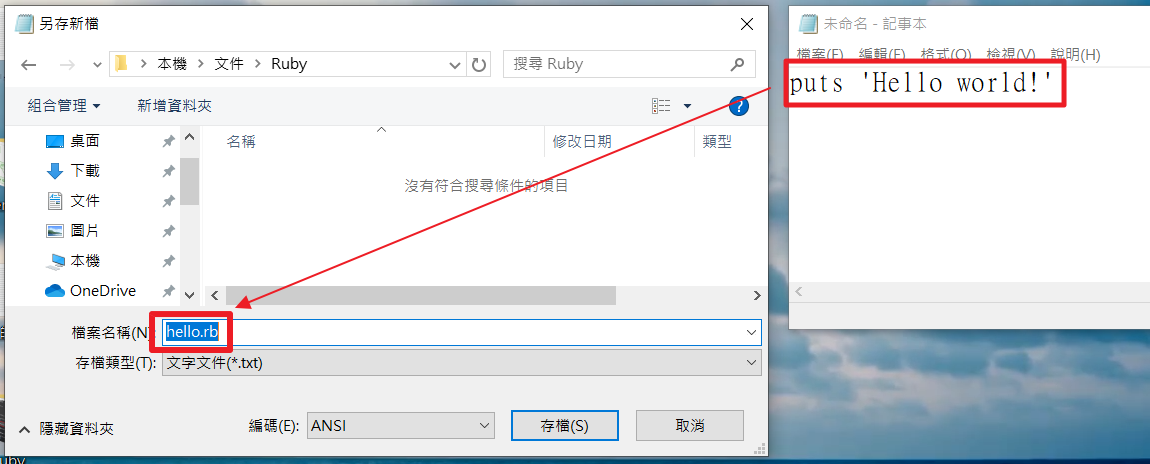 另存新檔
本機 文件 Ruby
搜尋 Ruby
組合管理 新增資料夾
桌面
下載
文件
圖片
本機
OneDrive
名稱 修改日期 類型
沒有符合搜尋條件的項目
檔案名稱(N): hello.rb
存檔類型(T): 文字文件(*.txt)
隱藏資料夾
編碼(E): ANSI
存檔(S) 取消
未命名 - 記事本
檔案(F) 編輯(E) 格式(O) 檢視(V) 說明(H)
puts 'Hello world!'